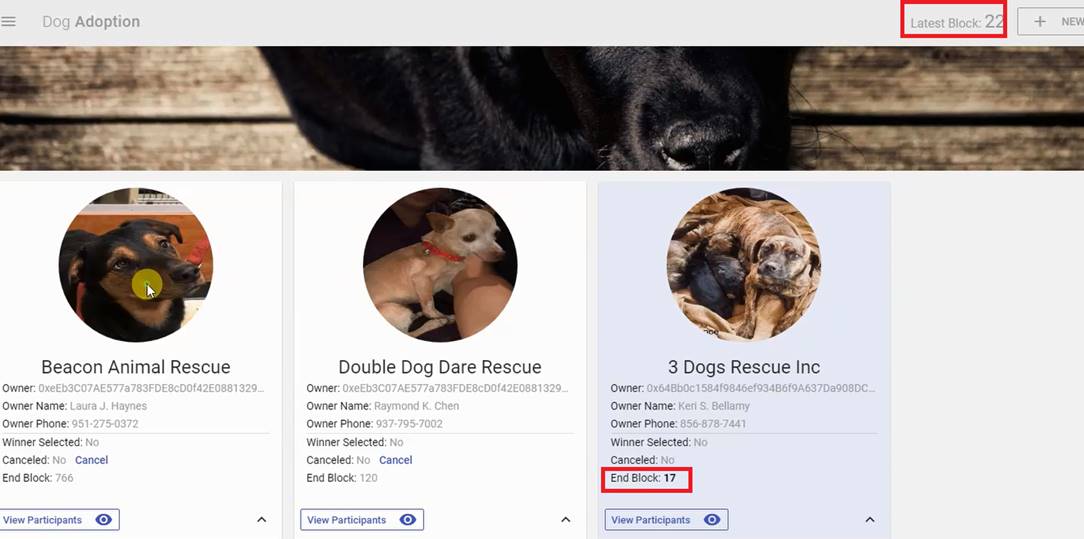 Dog Adoption
Latest Block: 22
+ NEW
Beacon Animal Rescue
Owner: 0xeEb3C07AE577a783FDE8cD0f42E0881329...
Owner Name: Laura J. Haynes
Owner Phone: 951-275-0372
Winner Selected: No
Canceled: No Cancel
End Block: 766
View Participants
Double Dog Dare Rescue
Owner: 0xeEb3C07AE577a783FDE8cD0f42E0881329...
Owner Name: Raymond K. Chen
Owner Phone: 937-795-7002
Winner Selected: No
Canceled: No Cancel
End Block: 120
View Participants
3 Dogs Rescue Inc
Owner: 0x64Bb0c1584f9846ef934B6f9A637Da908DC...
Owner Name: Keri S. Bellamy
Owner Phone: 856-878-7441
Winner Selected: No
Canceled: No
End Block: 17
View Participants